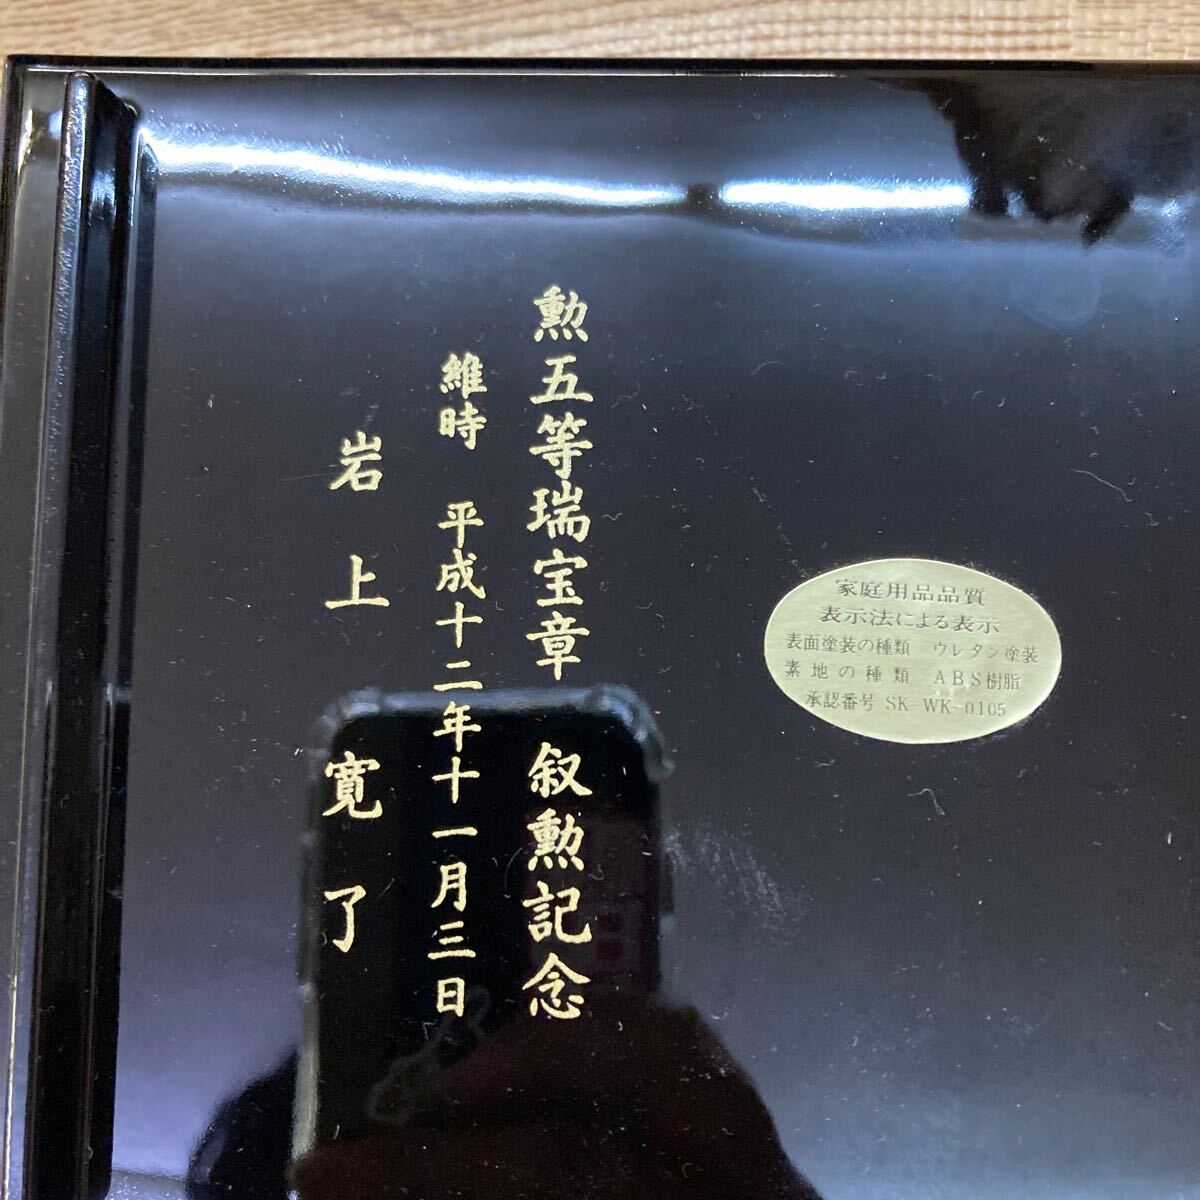 勲五等瑞宝章 叙勲記念
維時 平成十二年十一月三日
岩上 寛了
家庭用品品質
表示法による表示
表面塗装の種類 ウレタン塗装
素地の種類 ABS樹脂
承認番号 SK-WK-0105